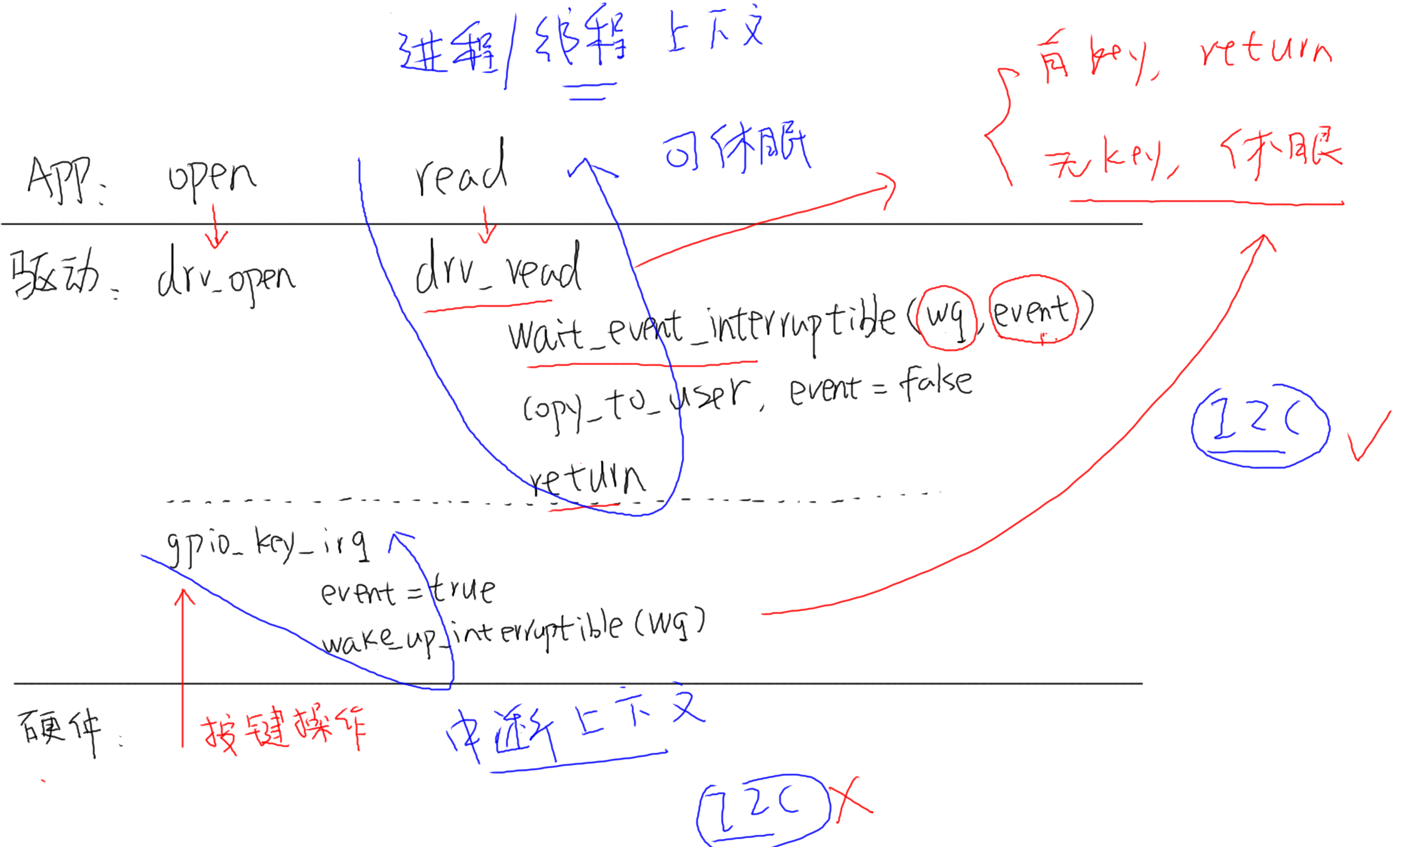 进程/线程 上下文
有key, return
可休眠
无key, 休眠
APP: open read
驱动: drv_open drv_read
wait_event_interruptible(wq, event)
copy_to_user, event = false
I2C
return
gpio_key_irq
event = true
wake_up_interruptible(wq)
硬件: 按键操作 中断上下文
I2C